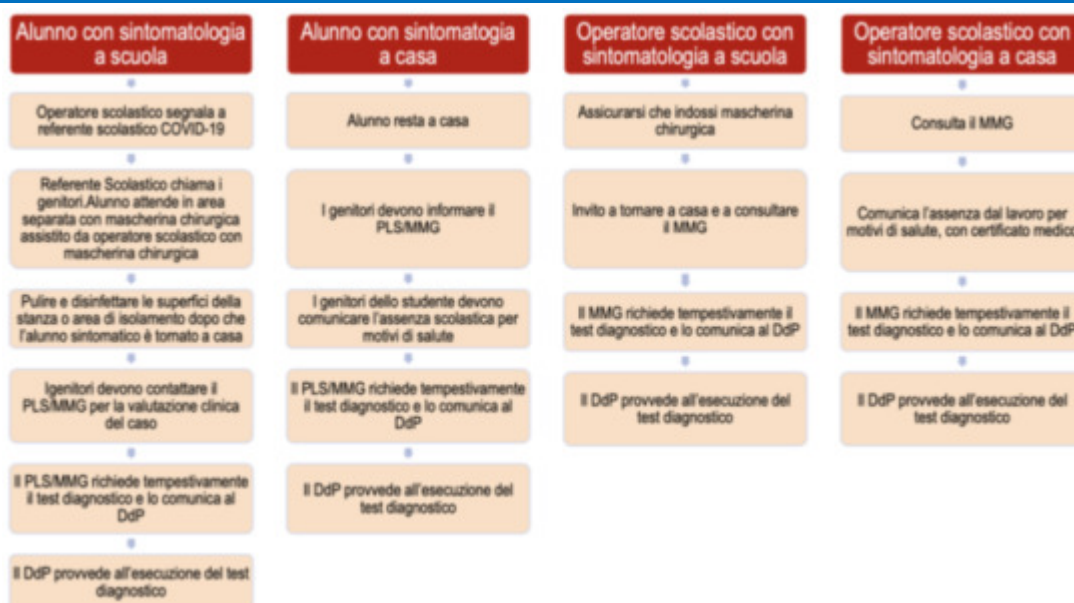 Alunno con sintomatologia
a scuola
Operatore scolastico segnala a
referente scolastico COVID-19
Referente Scolastico chiama i
genitori.Alunno attende in area
separata con mascherina chirurgica
assistito da operatore scolastico con
mascherina chirurgica
Pulire e disinfettare le superfici della
stanza o area di isolamento dopo che
l'alunno sintomatico è tornato a casa
Igenitori devono contattare il
PLS/MMG per la valutazione clinica
del caso
Il PLS/MMG richiede tempestivamente
il test diagnostico e lo comunica al
DdP
Il DdP provvede all'esecuzione del test
diagnostico
Alunno con sintomatogia
a casa
Alunno resta a casa
I genitori devono informare il
PLS/MMG
I genitori dello studente devono
comunicare l'assenza scolastica per
motivi di salute
Il PLS/MMG richiede tempestivamente
il test diagnostico e lo comunica al
DdP
Il DdP provvede all'esecuzione del
test diagnostico
Operatore scolastico con
sintomatologia a scuola
Assicurarsi che indossi mascherina
chirurgica
Invito a tornare a casa e a consultare
il MMG
Il MMG richiede tempestivamente il
test diagnostico e lo comunica al DdP
Il DdP provvede all'esecuzione del
test diagnostico
Operatore scolastico con
sintomatologia a casa
Consulta il MMG
Comunica l'assenza dal lavoro per
motivi di salute, con certificato medico
Il MMG richiede tempestivamente il
test diagnostico e lo comunica al DdP
Il DdP provvede all'esecuzione del
test diagnostico